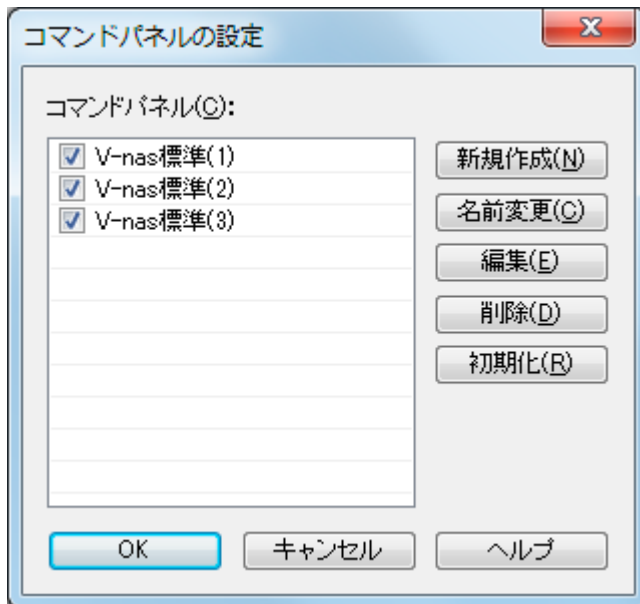 コマンドパネルの設定
コマンドパネル(C):
V-nas標準(1)
V-nas標準(2)
V-nas標準(3)
新規作成(N)
名前変更(C)
編集(E)
削除(D)
初期化(R)
OK
キャンセル
ヘルプ